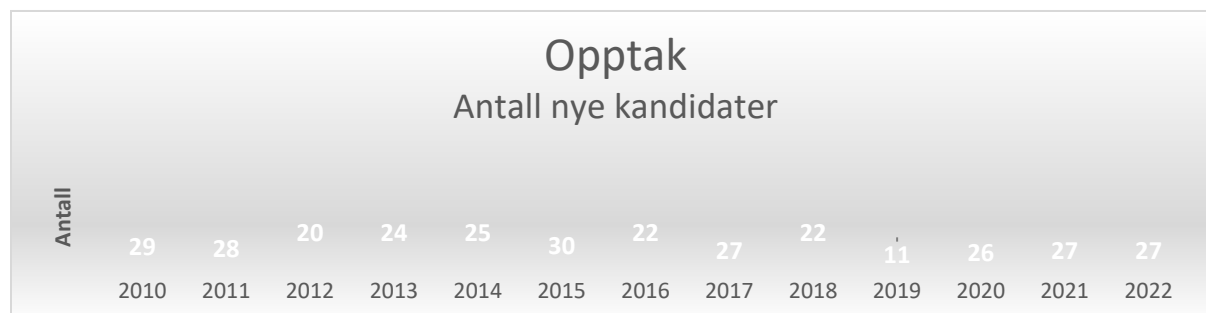 Opptak
Antall nye kandidater
Antall
29 28 20 24 25 30 22 27 22 11 26 27 27
2010 2011 2012 2013 2014 2015 2016 2017 2018 2019 2020 2021 2022